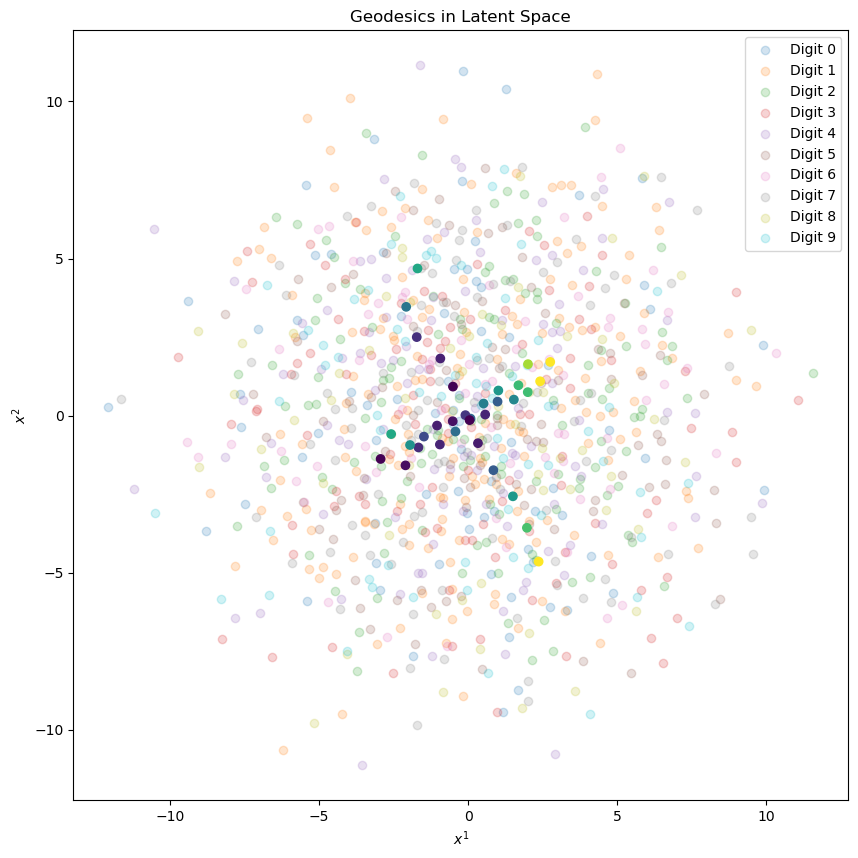 Geodesics in Latent Space
Digit 0
Digit 1
Digit 2
Digit 3
Digit 4
Digit 5
Digit 6
Digit 7
Digit 8
Digit 9
10
5
0
−5
−10
x²
−10
−5
0
5
10
x¹